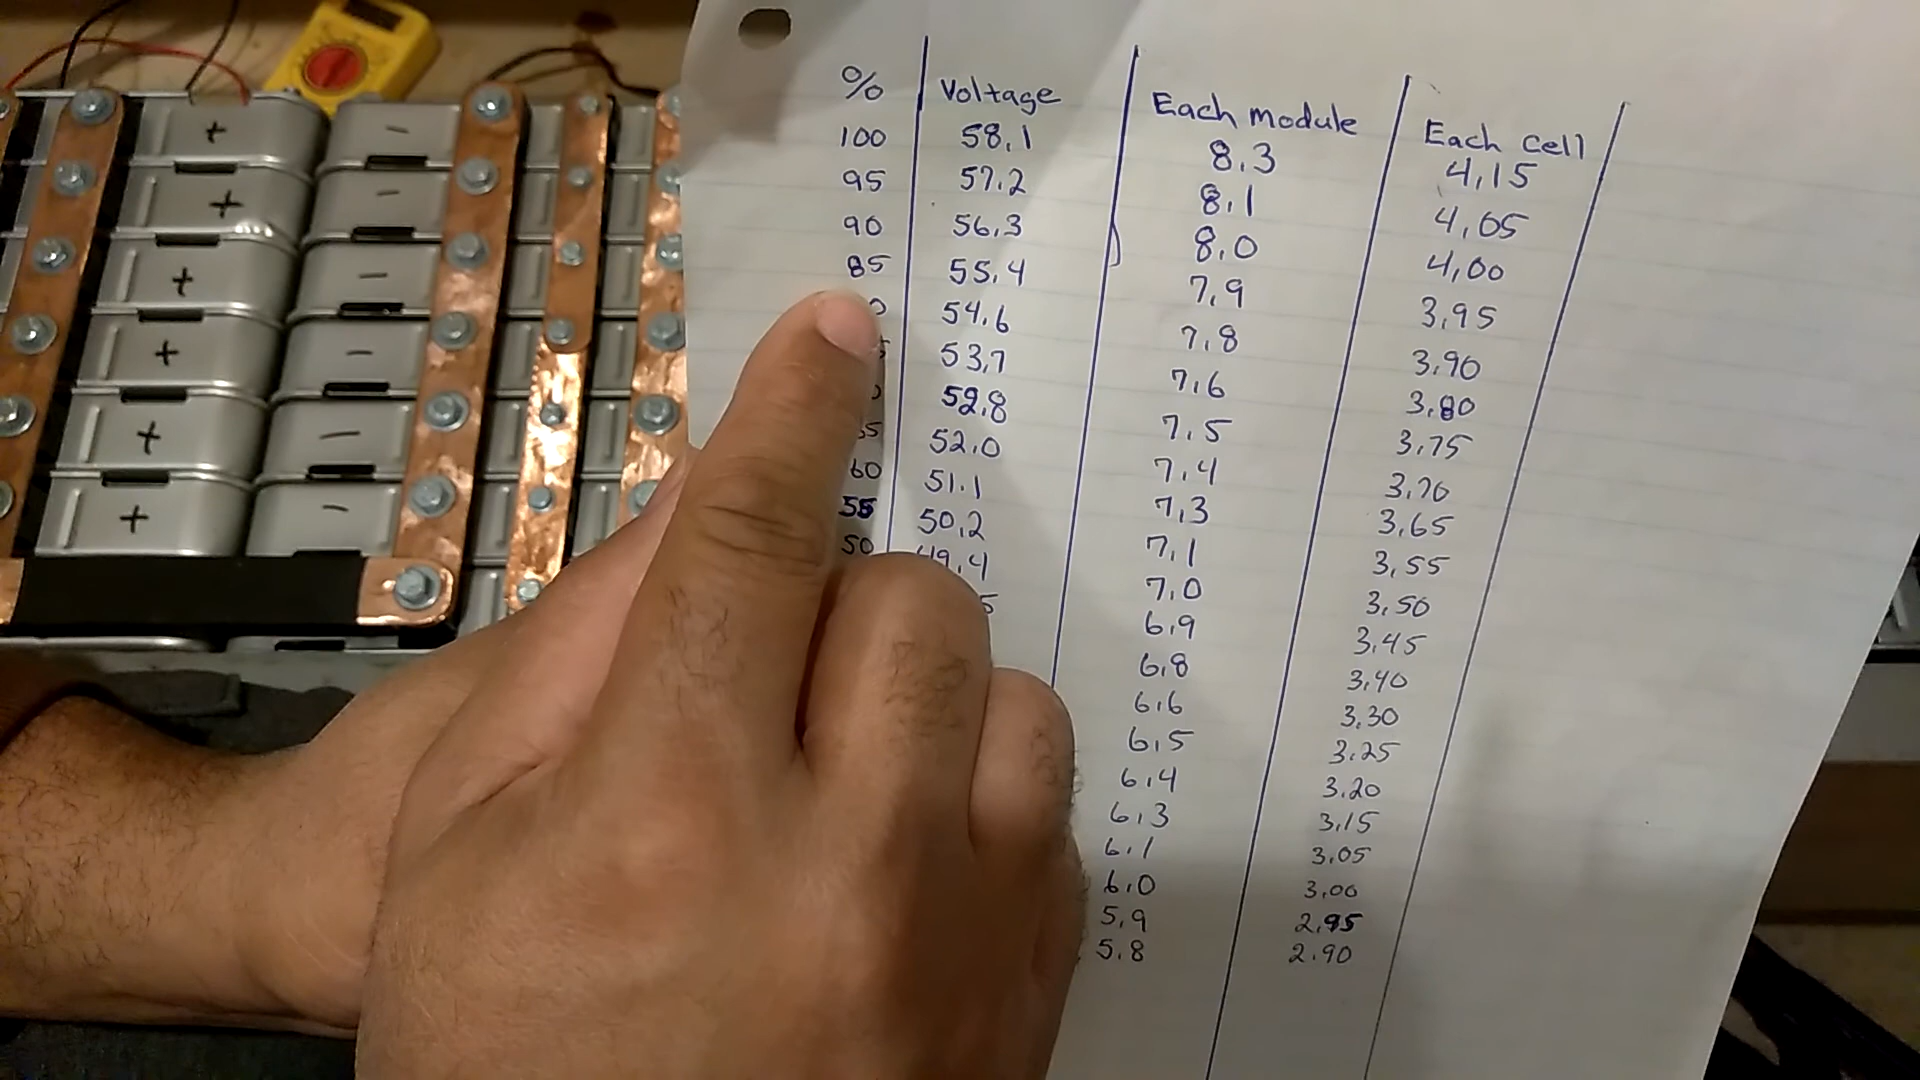 % Voltage Each module Each Cell
100 58.1 8.3 4.15
95 57.2 8.1 4.05
90 56.3 8.0 4.00
85 55.4 7.9 3.95
0 54.6 7.8 3.90
5 53.7 7.6 3.80
52.8 7.5 3.75
5 52.0 7.4 3.70
60 51.1 7.3 3.65
55 50.2 7.1 3.55
50 49.4 7.0 3.50
5 6.9 3.45
6.8 3.40
6.6 3.30
6.5 3.25
6.4 3.20
6.3 3.15
6.1 3.05
6.0 3.00
5.9 2.95
5.8 2.90
+ -
+ -
+ -
+ -
+ -
+ -